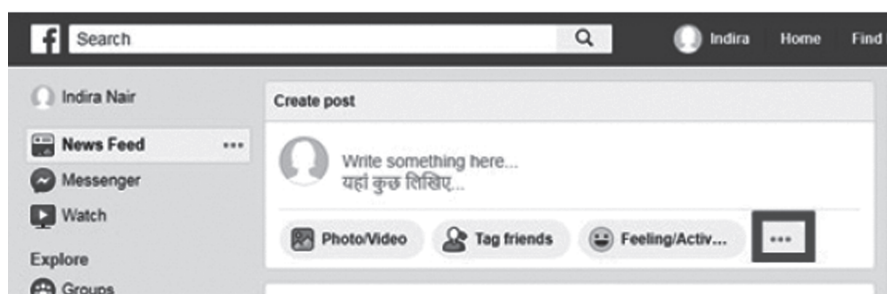 f Search Indira Home Find
Indira Nair
Create post
News Feed
Write something here...
यहां कुछ लिखिए...
Messenger
Watch
Photo/Video Tag friends Feeling/Activ...
Explore
Groups